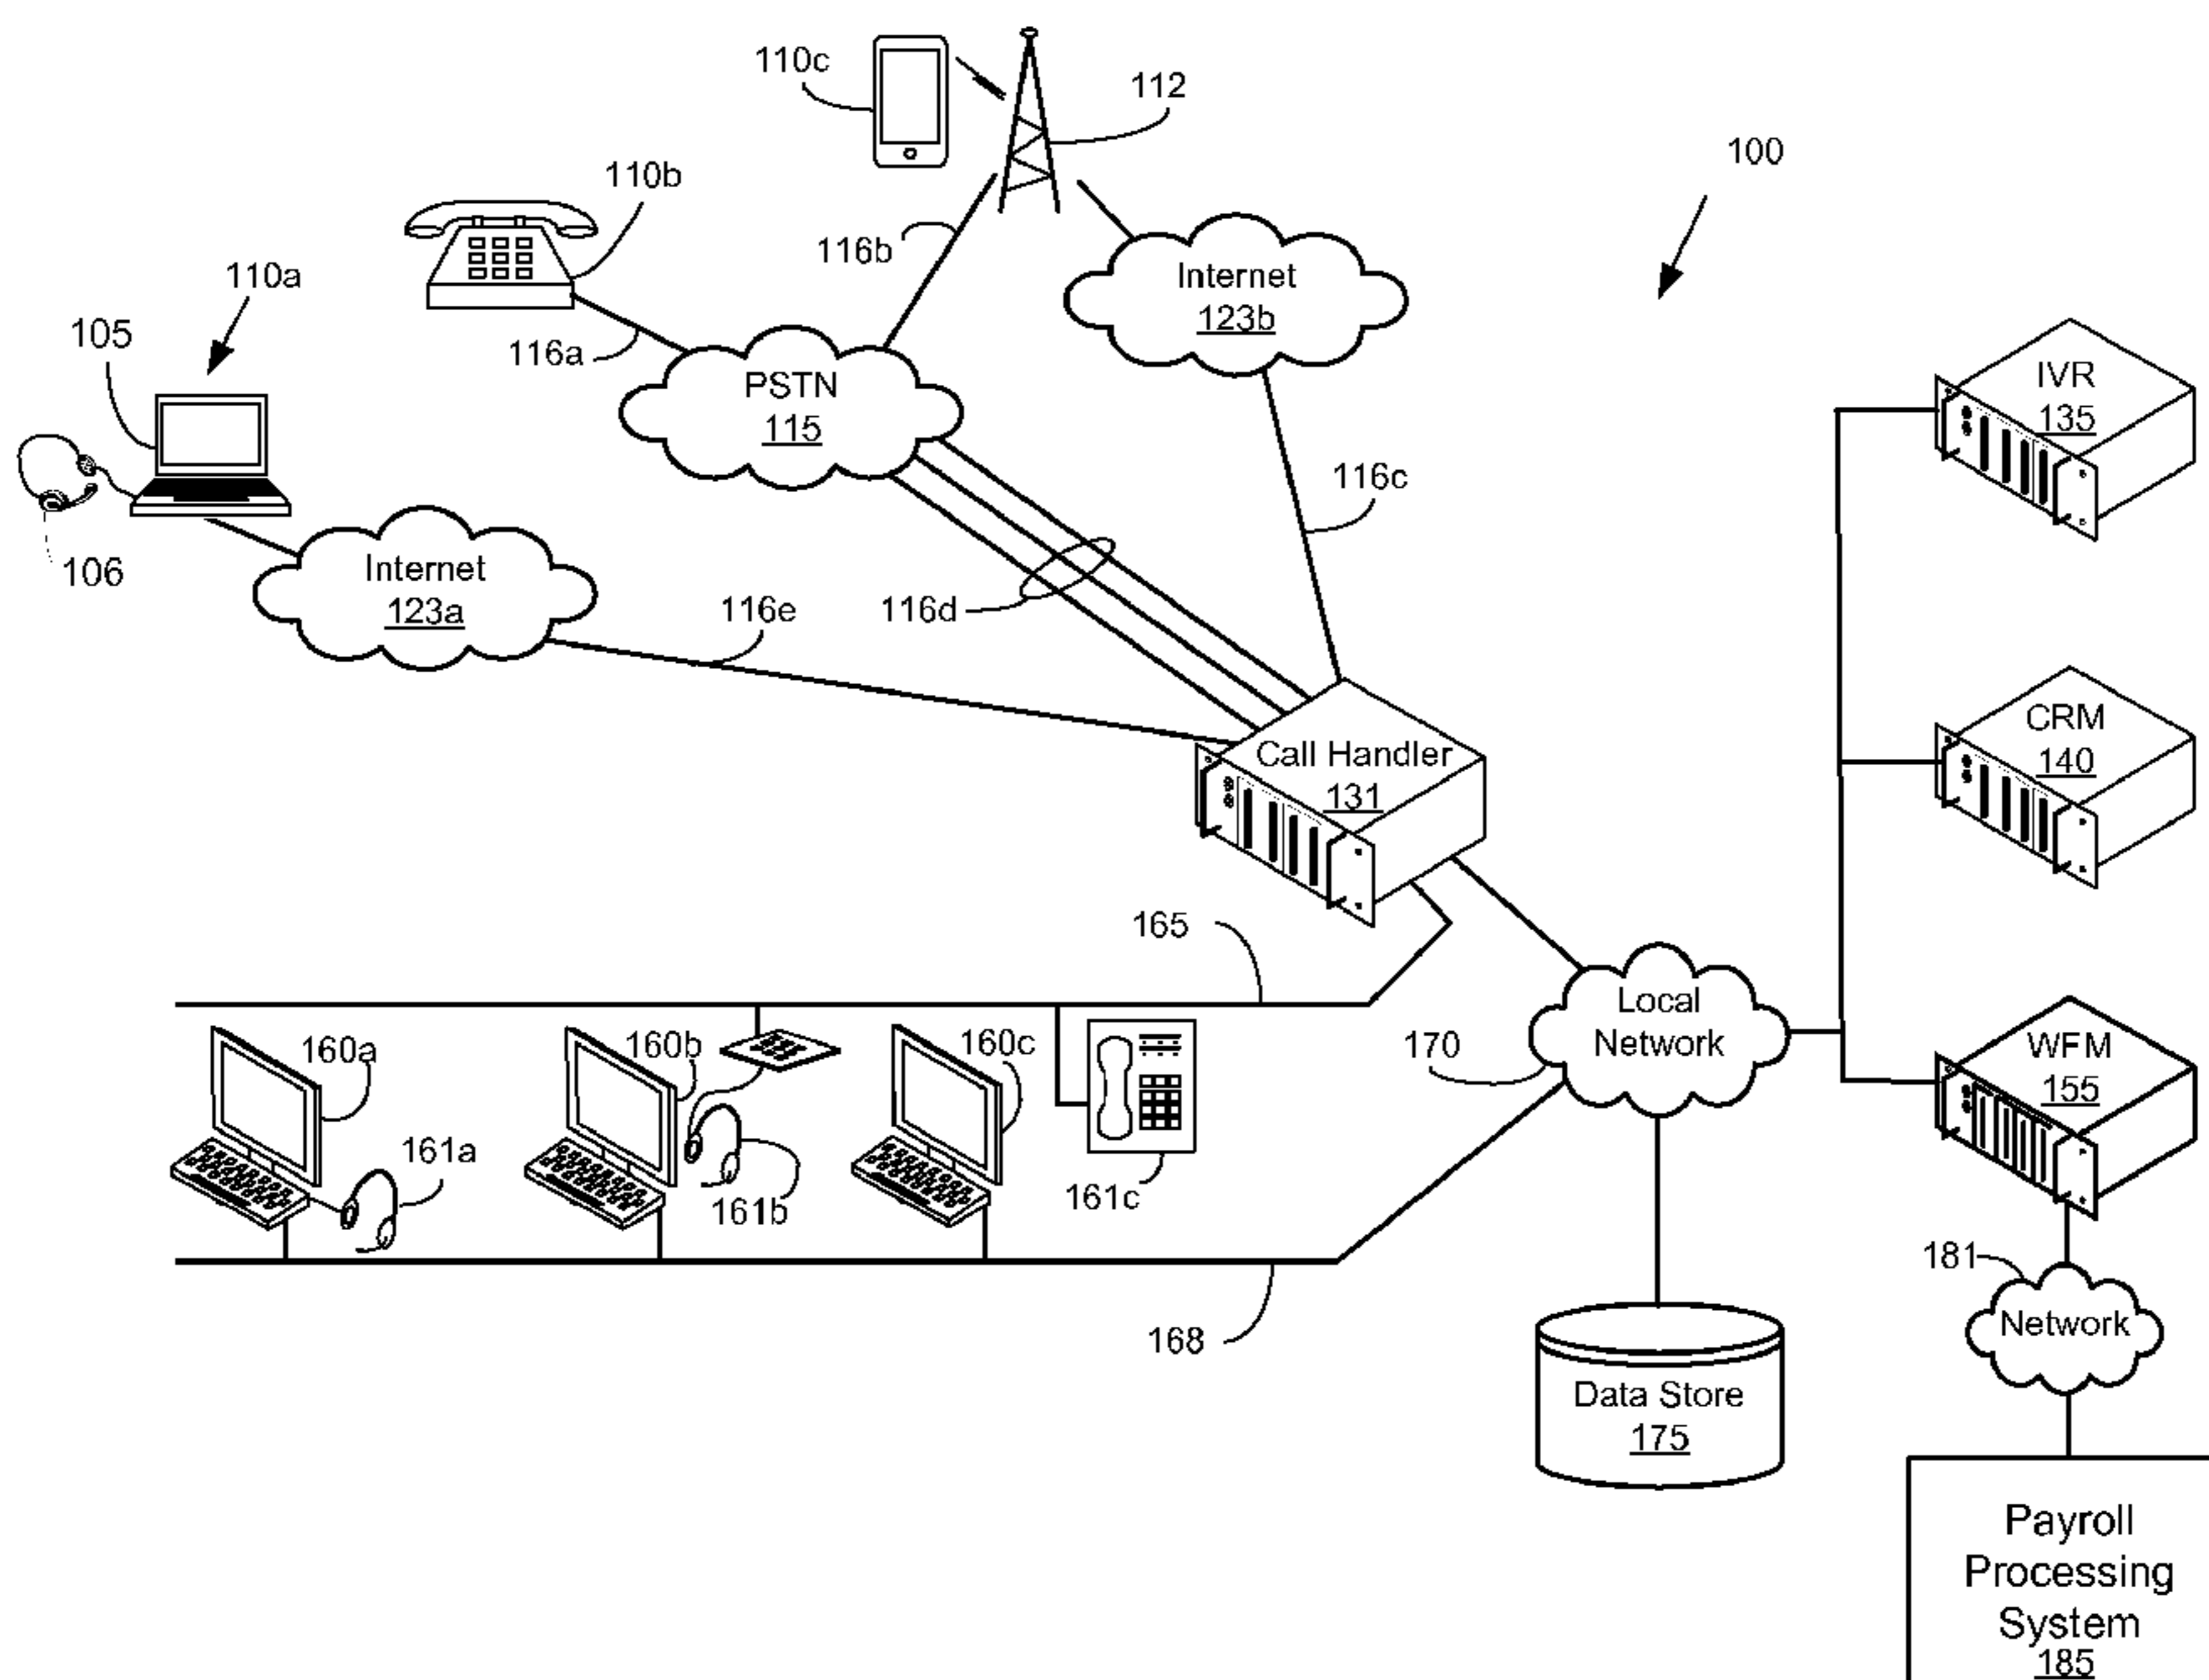 110c
112
100
110b
116b
Internet
123b
110a
105
116a
PSTN
115
IVR
135
116c
106
Internet
123a
116e
116d
CRM
140
Call Handler
131
165
Local
Network
170
WFM
155
160a
160b
160c
161a
161b
161c
181
Network
168
Data Store
175
Payroll
Processing
System
185